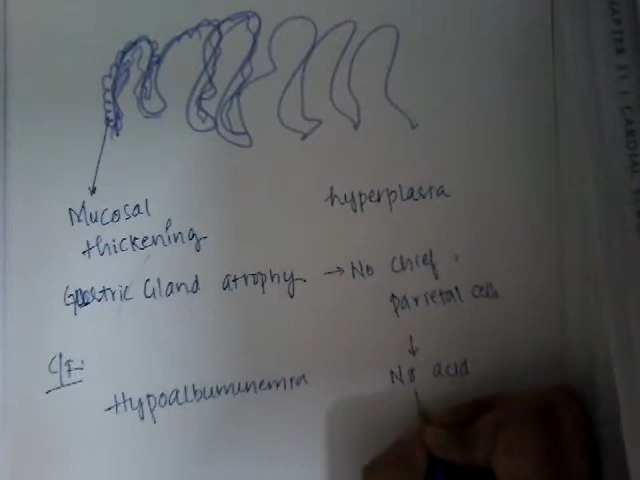 Mucosal
thickening
hyperplasia
Gastric Gland atrophy → No chief,
parietal cells
↓
No acid
C/F:-
Hypoalbuminemia